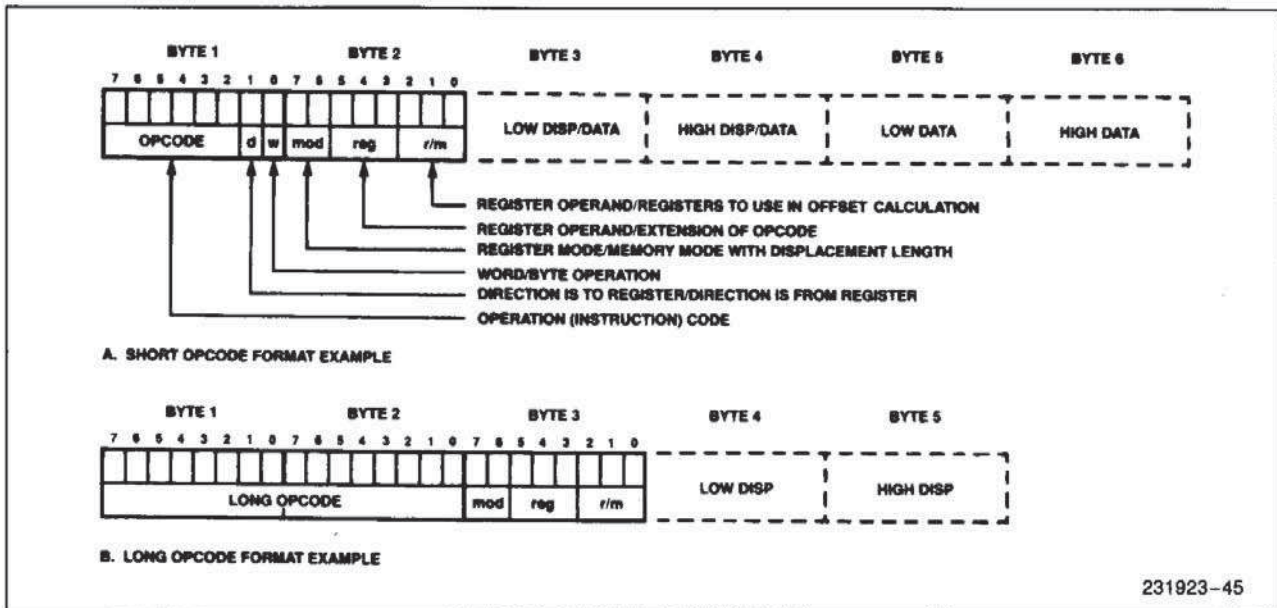 BYTE 1 BYTE 2 BYTE 3 BYTE 4 BYTE 5 BYTE 6
7 6 5 4 3 2 1 0 7 6 5 4 3 2 1 0
OPCODE d w mod reg r/m LOW DISP/DATA HIGH DISP/DATA LOW DATA HIGH DATA
REGISTER OPERAND/REGISTERS TO USE IN OFFSET CALCULATION
REGISTER OPERAND/EXTENSION OF OPCODE
REGISTER MODE/MEMORY MODE WITH DISPLACEMENT LENGTH
WORD/BYTE OPERATION
DIRECTION IS TO REGISTER/DIRECTION IS FROM REGISTER
OPERATION (INSTRUCTION) CODE
A. SHORT OPCODE FORMAT EXAMPLE
BYTE 1 BYTE 2 BYTE 3 BYTE 4 BYTE 5
7 6 5 4 3 2 1 0 7 6 5 4 3 2 1 0 7 6 5 4 3 2 1 0
LONG OPCODE mod reg r/m LOW DISP HIGH DISP
B. LONG OPCODE FORMAT EXAMPLE
231923-45